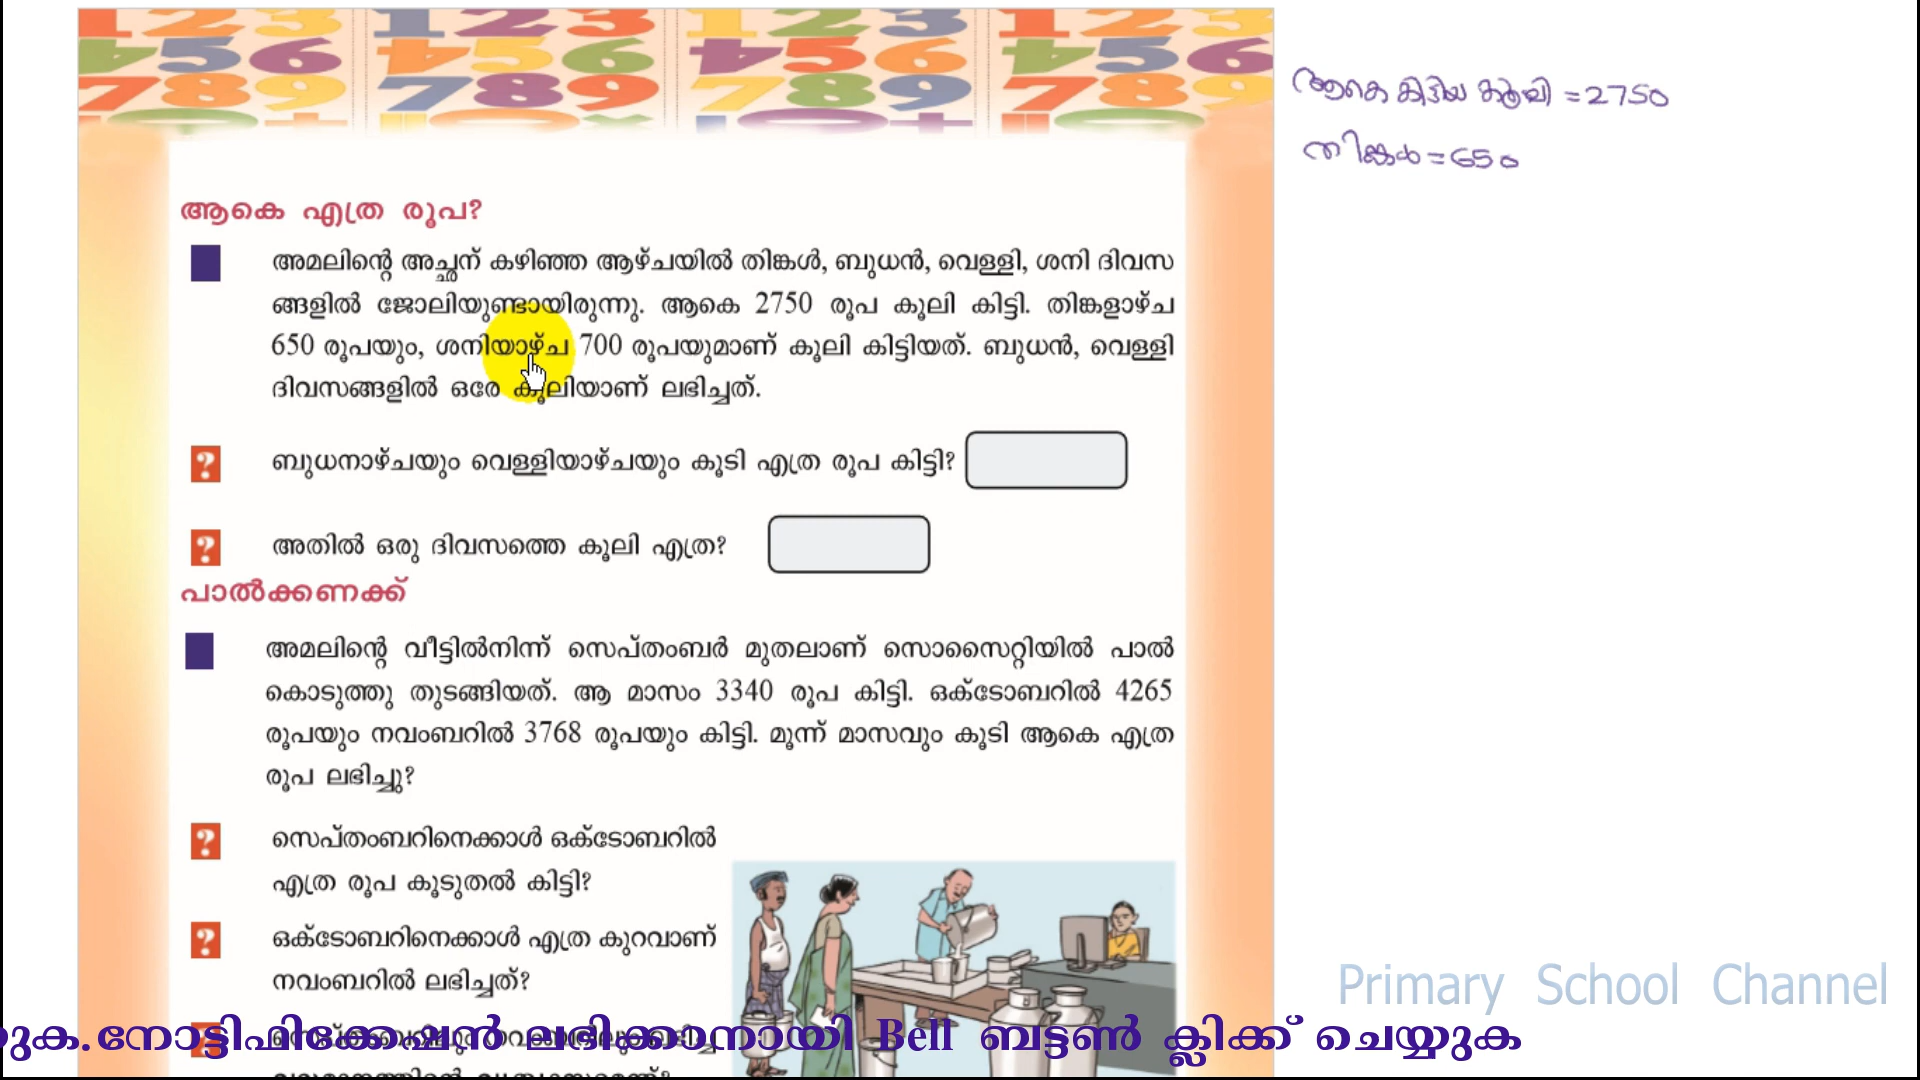 ആകെ കിട്ടിയ കൂലി = 2750
തിങ്കൾ = 650
ആകെ എത്ര രൂപ?
അമലിന്റെ അച്ഛന് കഴിഞ്ഞ ആഴ്ചയിൽ തിങ്കൾ, ബുധൻ, വെള്ളി, ശനി ദിവസ
ങ്ങളിൽ ജോലിയുണ്ടായിരുന്നു. ആകെ 2750 രൂപ കൂലി കിട്ടി. തിങ്കളാഴ്ച
650 രൂപയും, ശനിയാഴ്ച 700 രൂപയുമാണ് കൂലി കിട്ടിയത്. ബുധൻ, വെള്ളി
ദിവസങ്ങളിൽ ഒരേ കൂലിയാണ് ലഭിച്ചത്.
? ബുധനാഴ്ചയും വെള്ളിയാഴ്ചയും കൂടി എത്ര രൂപ കിട്ടി?
? അതിൽ ഒരു ദിവസത്തെ കൂലി എത്ര?
പാൽക്കണക്ക്
അമലിന്റെ വീട്ടിൽനിന്ന് സെപ്തംബർ മുതലാണ് സൊസൈറ്റിയിൽ പാൽ
കൊടുത്തു തുടങ്ങിയത്. ആ മാസം 3340 രൂപ കിട്ടി. ഒക്ടോബറിൽ 4265
രൂപയും നവംബറിൽ 3768 രൂപയും കിട്ടി. മൂന്ന് മാസവും കൂടി ആകെ എത്ര
രൂപ ലഭിച്ചു?
? സെപ്തംബറിനെക്കാൾ ഒക്ടോബറിൽ
എത്ര രൂപ കൂടുതൽ കിട്ടി?
? ഒക്ടോബറിനെക്കാൾ എത്ര കുറവാണ്
നവംബറിൽ ലഭിച്ചത്?
Primary School Channel
നോട്ടിഫിക്കേഷൻ ലഭിക്കാനായി Bell ബട്ടൺ ക്ലിക്ക് ചെയ്യുക